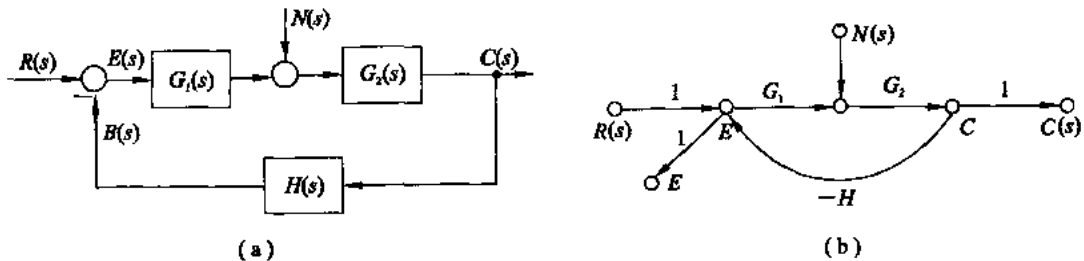 N(s)
R(s)
E(s)
G₁(s)
G₂(s)
C(s)
B(s)
H(s)
(a)
N(s)
1
G₁
G₂
1
R(s)
E
C
C(s)
1
E
−H
(b)